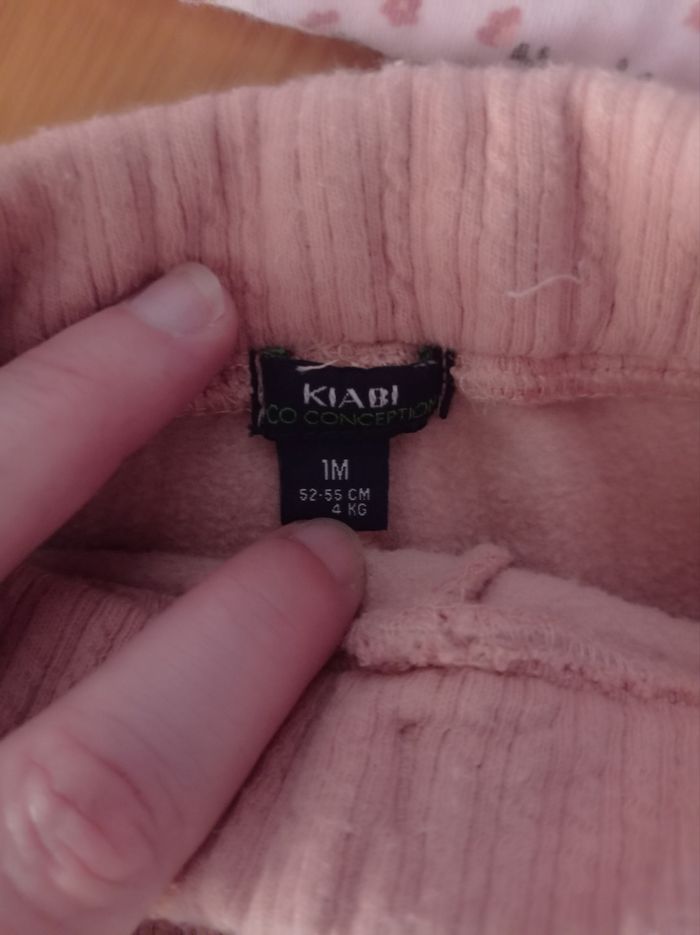 KIABI
CO CONCEPTION
1M
52-55 CM
4 KG